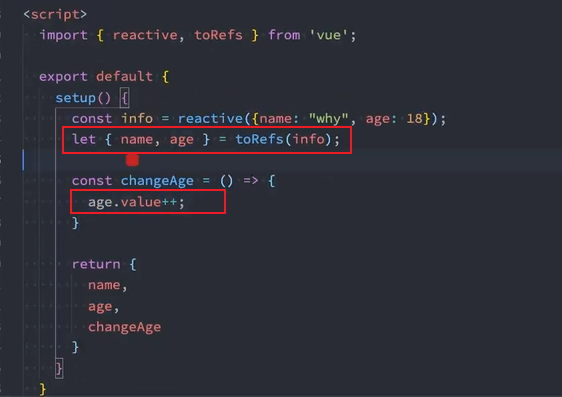 <script>
import { reactive, toRefs } from 'vue';
export default {
setup() {
const info = reactive({name: "why", age: 18});
let { name, age } = toRefs(info);
const changeAge = () => {
age.value++;
}
return {
name,
age,
changeAge
}
}
}